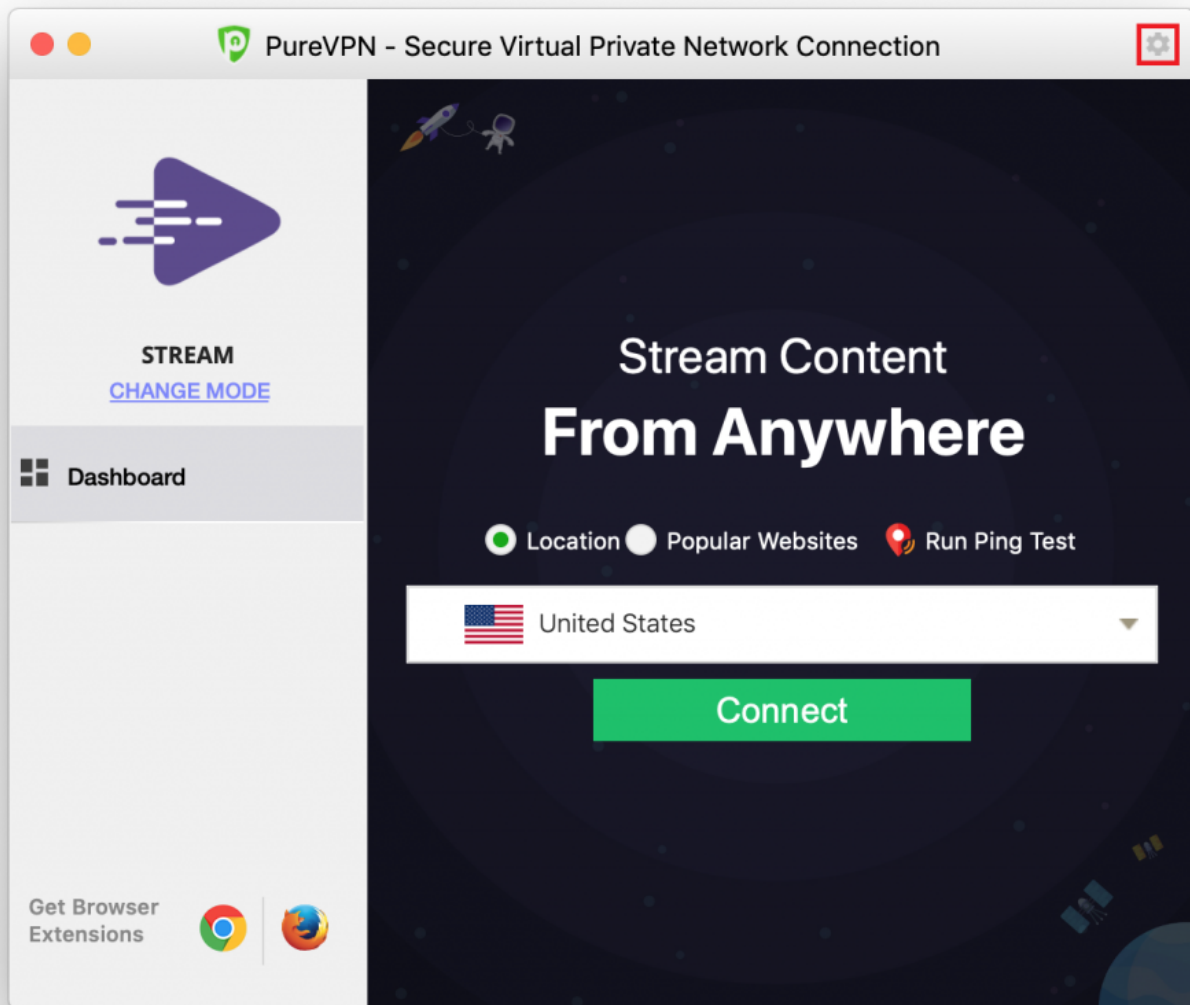 PureVPN - Secure Virtual Private Network Connection
STREAM
CHANGE MODE
Dashboard
Get Browser
Extensions
Stream Content
From Anywhere
Location Popular Websites Run Ping Test
United States
Connect